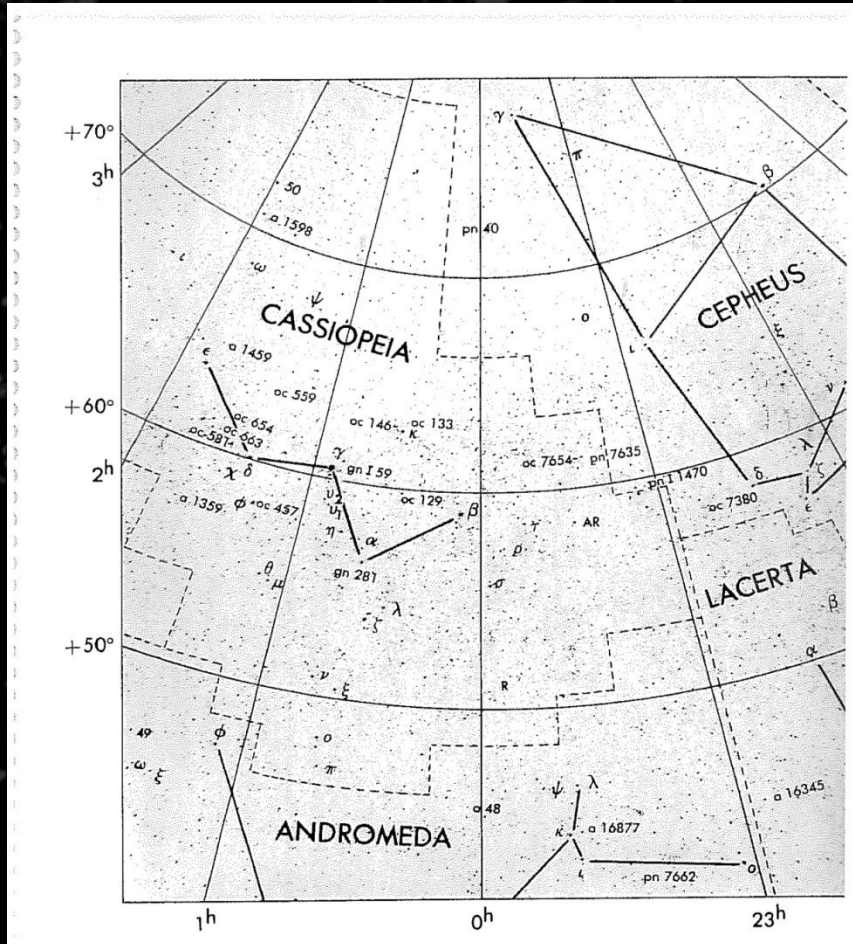 +70°
3h
γ
π
β
50
α 1598
pn 40
ι
ω
ψ
CASSIOPEIA
ο
CEPHEUS
ξ
ε
α 1459
ι
ν
oc 559
+60°
oc 654
oc 663
oc 581
oc 146
oc 133
κ
λ
2h
χ
δ
γ
gn I 59
oc 7654
pn 7635
pn I 1470
δ
ζ
ε
α 1359
φ
oc 457
υ2
υ1
oc 129
β
oc 7380
η
α
τ
AR
ρ
gn 281
θ
μ
σ
LACERTA
β
ζ
λ
+50°
α
ν
ξ
R
49
φ
ο
ω
ξ
π
ψ
λ
α 48
α 16345
ANDROMEDA
κ
α 16877
ι
pn 7662
ο
1h
0h
23h